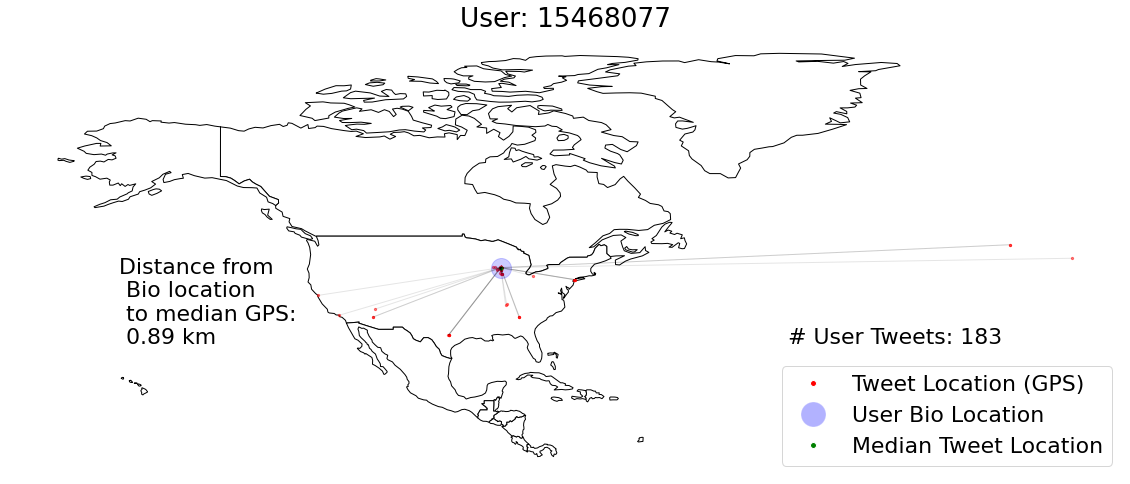 User: 15468077
Distance from
Bio location
to median GPS:
0.89 km
# User Tweets: 183
Tweet Location (GPS)
User Bio Location
Median Tweet Location